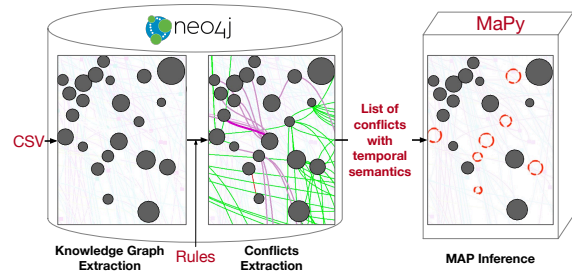 neo4j
MaPy
CSV
List of
conflicts
with
temporal
semantics
Knowledge Graph
Extraction
Rules
Conflicts
Extraction
MAP Inference